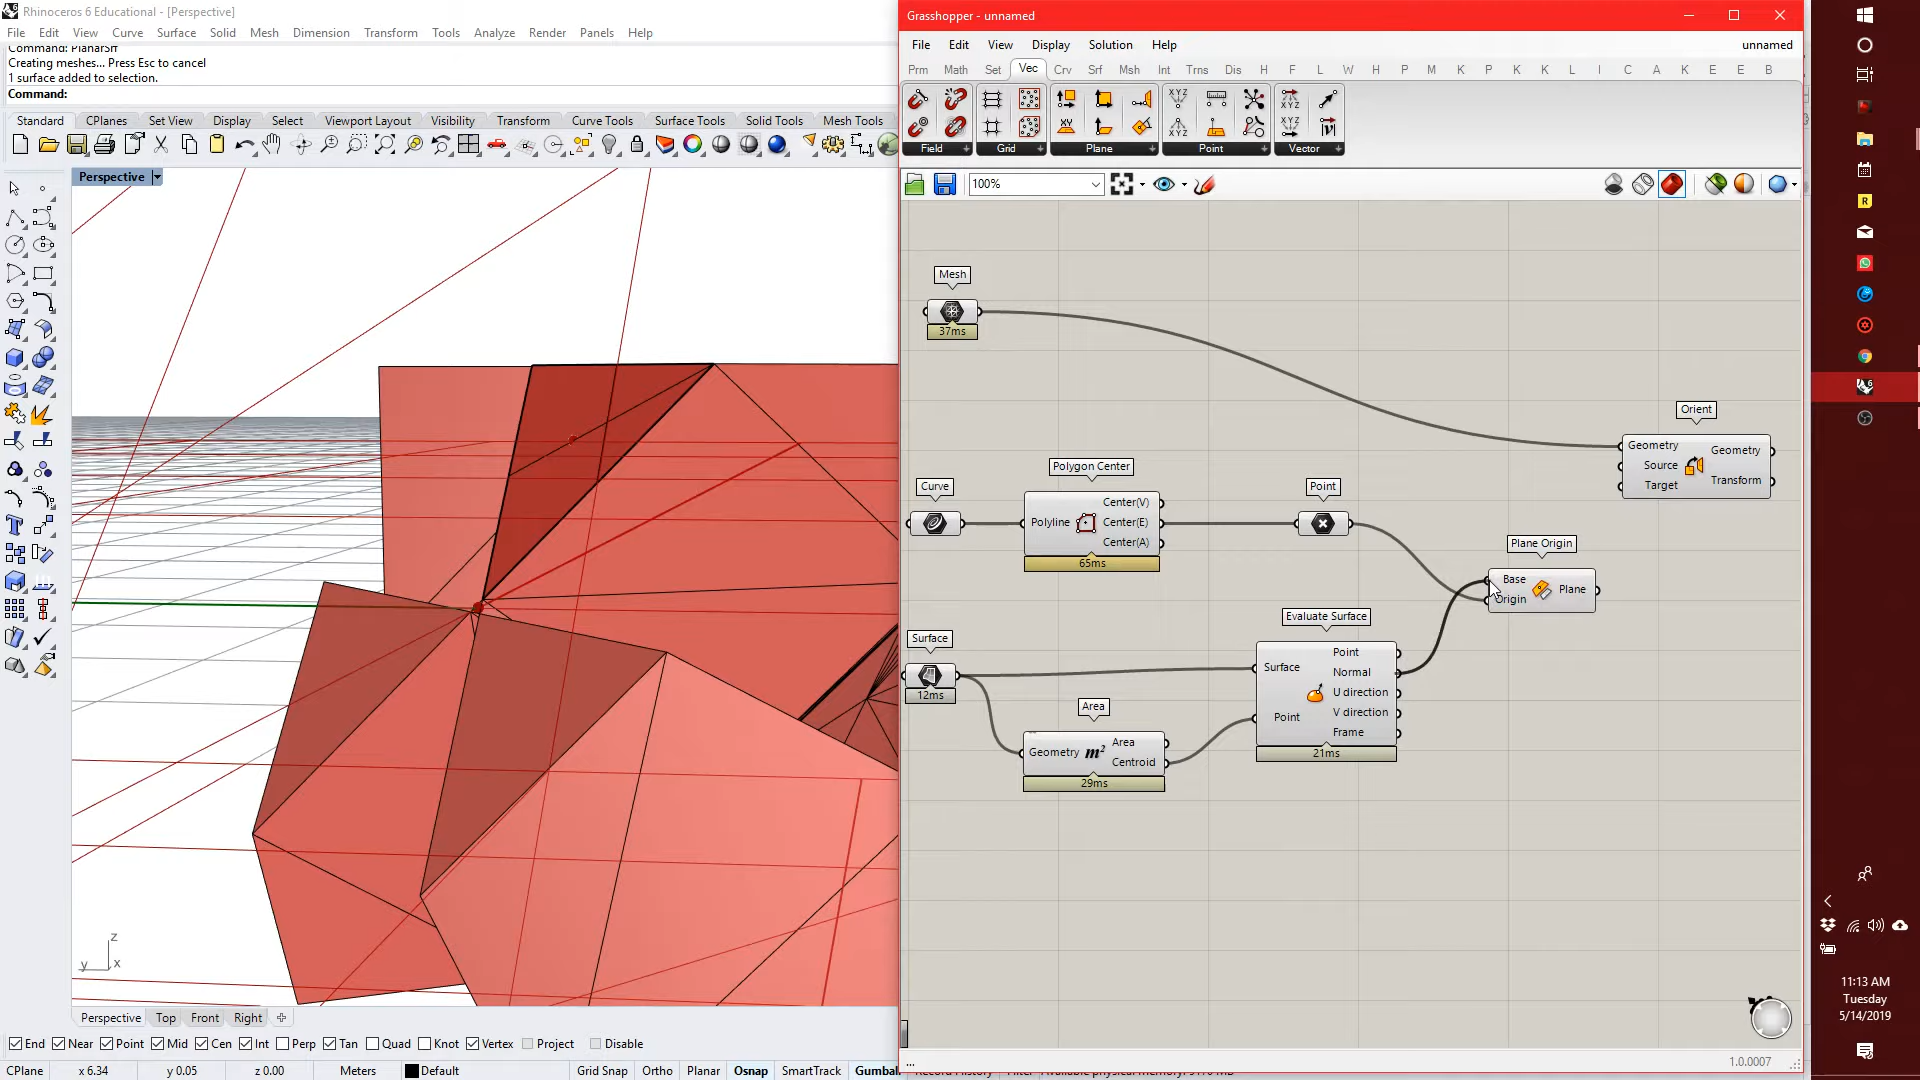 Rhinoceros 6 Educational - [Perspective]
File Edit View Curve Surface Solid Mesh Dimension Transform Tools Analyze Render Panels Help
Command: PlanarSrf
Creating meshes... Press Esc to cancel
1 surface added to selection.
Command:
Standard CPlanes Set View Display Select Viewport Layout Visibility Transform Curve Tools Surface Tools Solid Tools Mesh Tools
Perspective
z
y x
Perspective Top Front Right
End Near Point Mid Cen Int Perp Tan Quad Knot Vertex Project Disable
CPlane x 6.34 y 0.05 z 0.00 Meters Default Grid Snap Ortho Planar Osnap SmartTrack Gumball
Grasshopper - unnamed
File Edit View Display Solution Help unnamed
Prm Math Set Vec Crv Srf Msh Int Trns Dis H F L W H P M K P K K L I C A K E E B
Field Grid Plane Point Vector
100%
Mesh
37ms
Orient
Geometry Geometry
Source
Target Transform
Curve
Polygon Center
Polyline Center(V)
Center(E)
Center(A)
65ms
Point
Plane Origin
Base Plane
Origin
Surface
12ms
Area
Geometry m² Area
Centroid
29ms
Evaluate Surface
Surface Point
Normal
U direction
Point V direction
Frame
21ms
... 1.0.0007
11:13 AM
Tuesday
5/14/2019